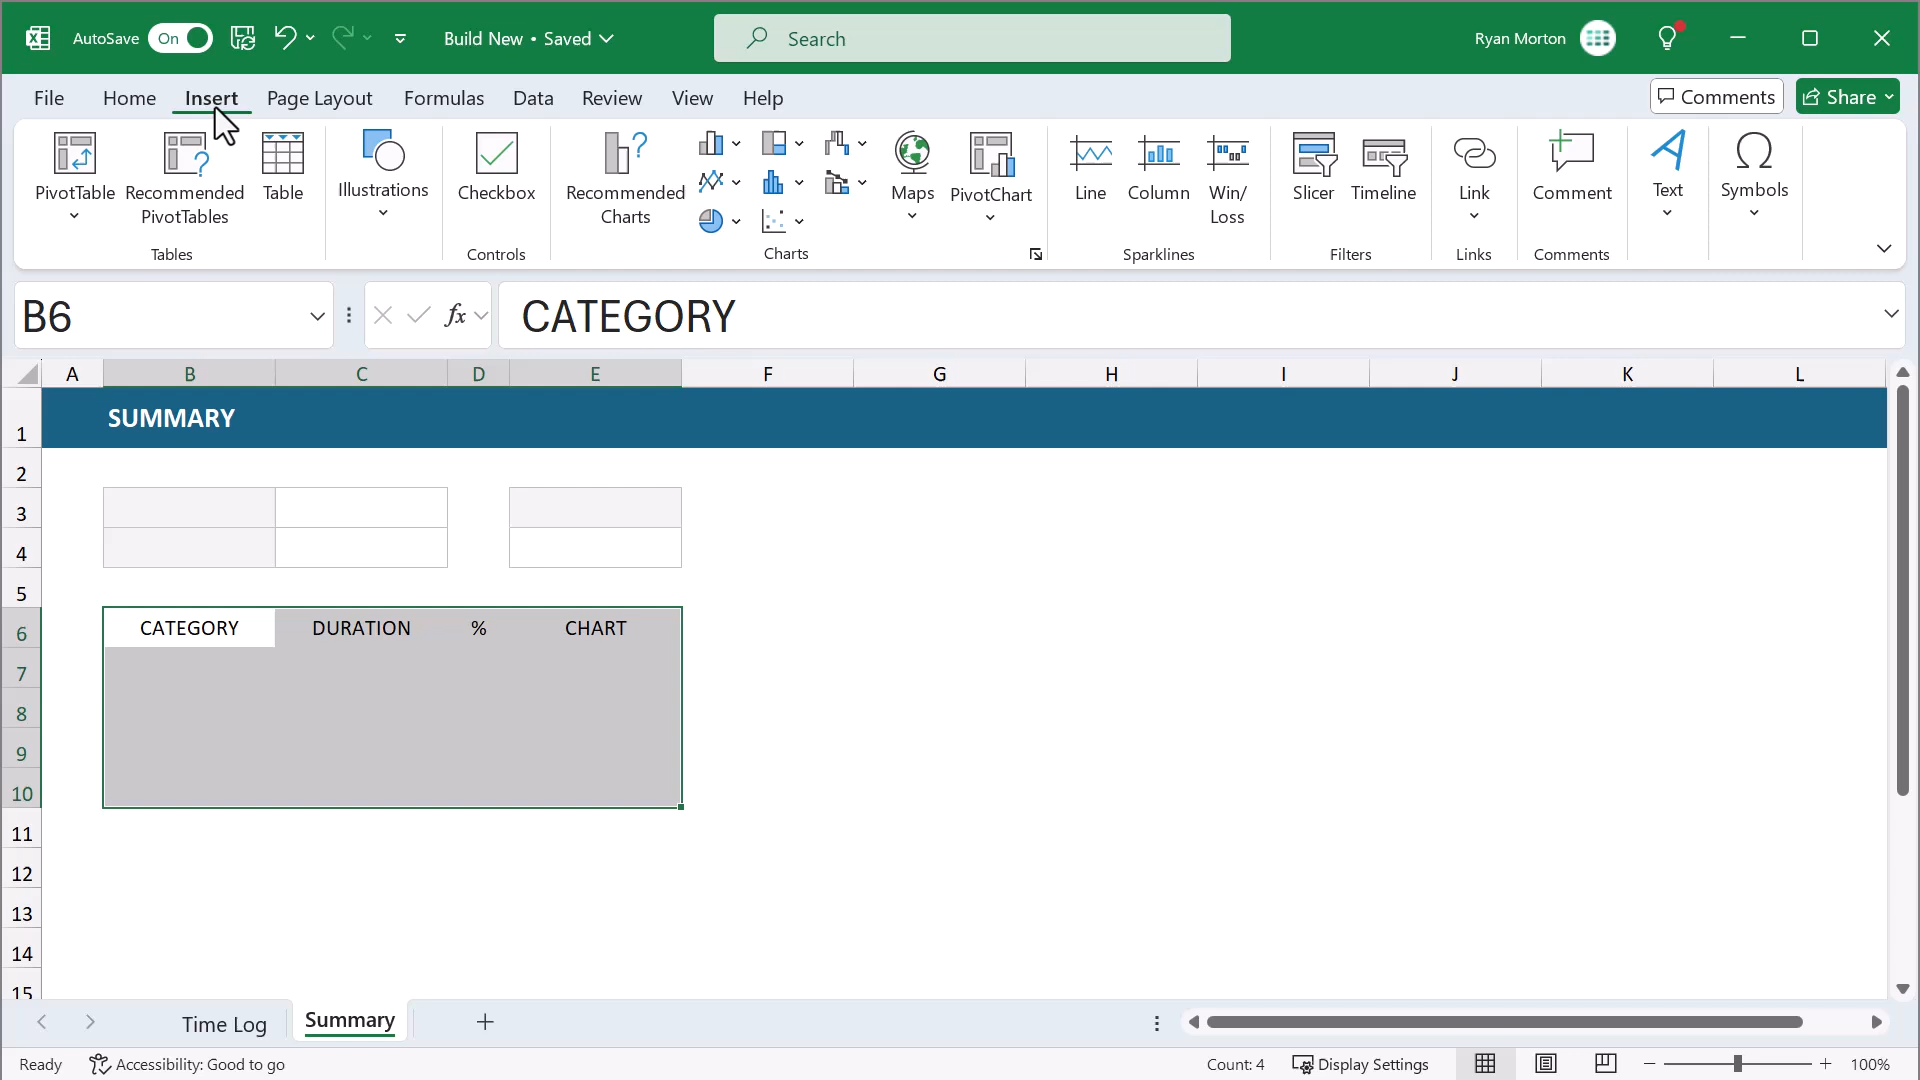 AutoSave On Build New • Saved Search Ryan Morton
File Home Insert Page Layout Formulas Data Review View Help Comments Share
PivotTable Recommended PivotTables Table Illustrations Checkbox Recommended Charts Maps PivotChart Line Column Win/ Loss Slicer Timeline Link Comment Text Symbols
Tables Controls Charts Sparklines Filters Links Comments
B6 fx CATEGORY
A B C D E F G H I J K L
1 SUMMARY
2
3
4
5
6 CATEGORY DURATION % CHART
7
8
9
10
11
12
13
14
15
Time Log Summary
Ready Accessibility: Good to go Count: 4 Display Settings 100%